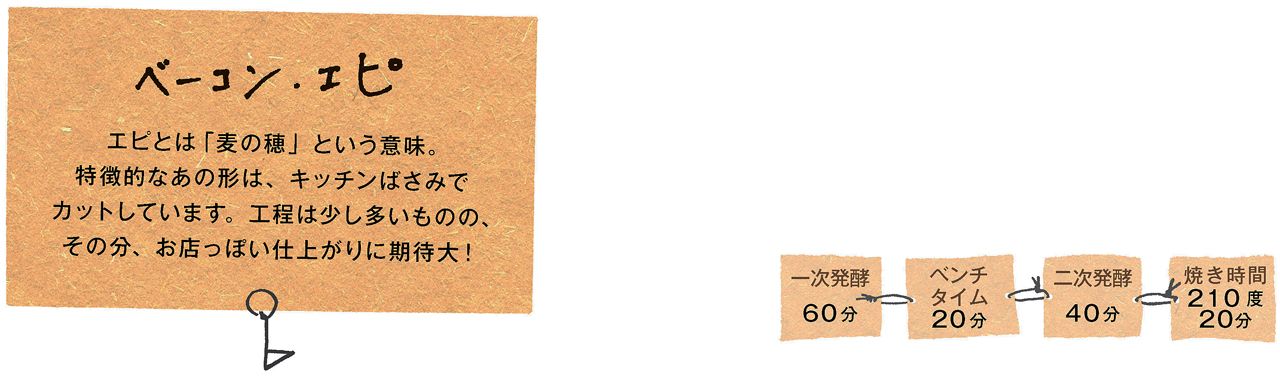 ベーコン・エピ
エピとは「麦の穂」という意味。
特徴的なあの形は、キッチンばさみで
カットしています。工程は少し多いものの、
その分、お店っぽい仕上がりに期待大！
一次発酵
60分
ベンチ
タイム
20分
二次発酵
40分
焼き時間
210度
20分